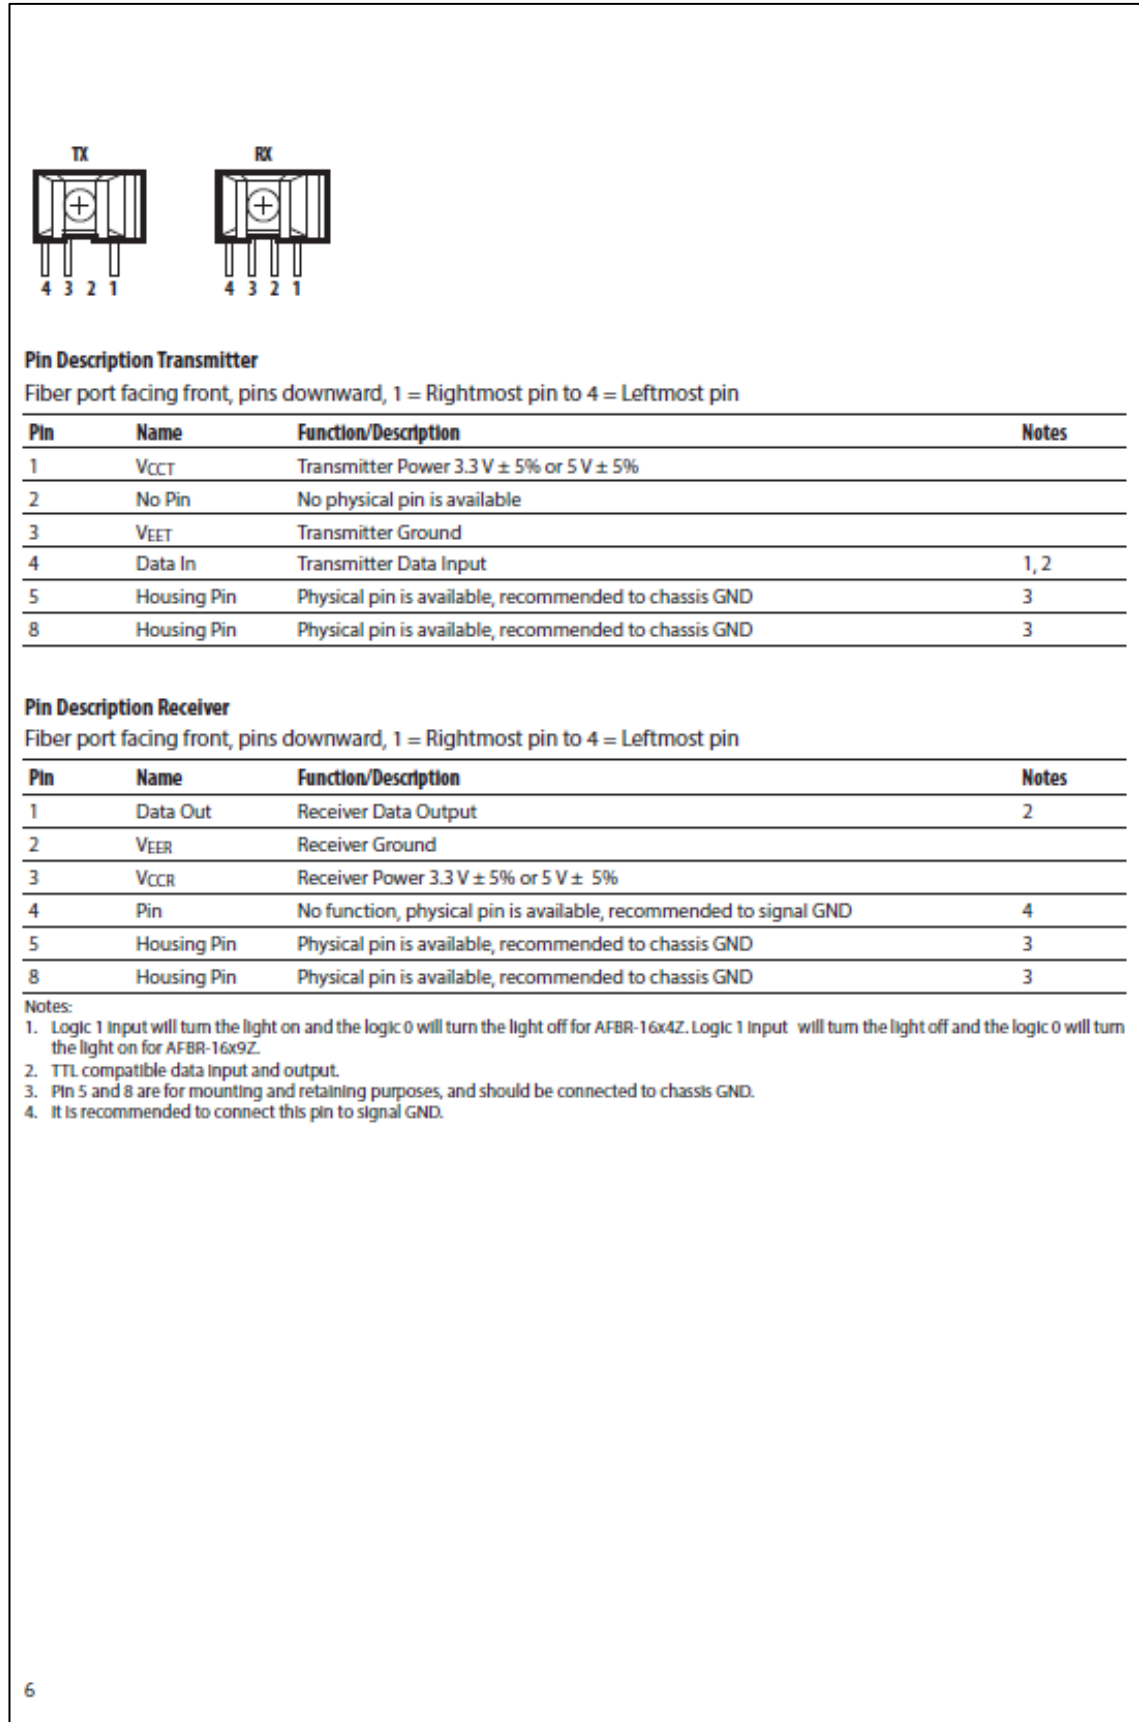 TX RX
4 3 2 1 4 3 2 1
Pin Description Transmitter
Fiber port facing front, pins downward, 1 = Rightmost pin to 4 = Leftmost pin
Pin Name Function/Description Notes
1 VCCT Transmitter Power 3.3 V ± 5% or 5 V ± 5%
2 No Pin No physical pin is available
3 VEET Transmitter Ground
4 Data In Transmitter Data Input 1, 2
5 Housing Pin Physical pin is available, recommended to chassis GND 3
8 Housing Pin Physical pin is available, recommended to chassis GND 3
Pin Description Receiver
Fiber port facing front, pins downward, 1 = Rightmost pin to 4 = Leftmost pin
Pin Name Function/Description Notes
1 Data Out Receiver Data Output 2
2 VEER Receiver Ground
3 VCCR Receiver Power 3.3 V ± 5% or 5 V ± 5%
4 Pin No function, physical pin is available, recommended to signal GND 4
5 Housing Pin Physical pin is available, recommended to chassis GND 3
8 Housing Pin Physical pin is available, recommended to chassis GND 3
Notes:
1. Logic 1 input will turn the light on and the logic 0 will turn the light off for AFBR-16x4Z. Logic 1 input will turn the light off and the logic 0 will turn
the light on for AFBR-16x9Z.
2. TTL compatible data input and output.
3. Pin 5 and 8 are for mounting and retaining purposes, and should be connected to chassis GND.
4. It is recommended to connect this pin to signal GND.
6